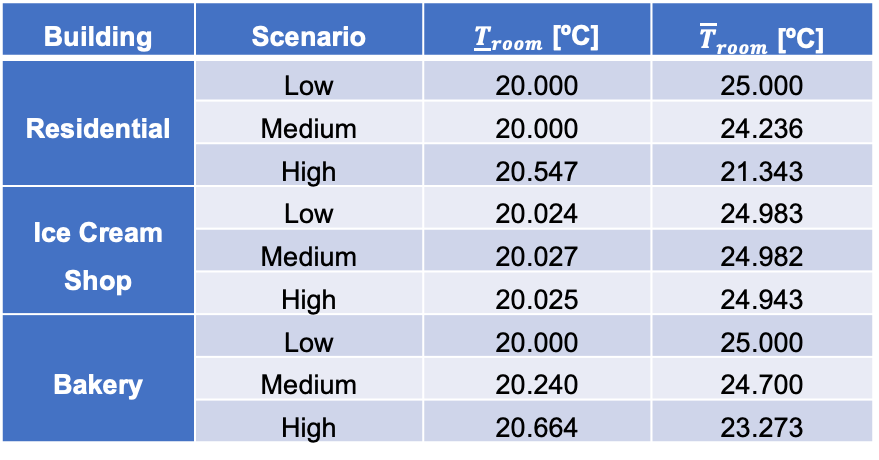 Building Scenario T̲room [ºC] T̅room [ºC]
Residential Low 20.000 25.000
Medium 20.000 24.236
High 20.547 21.343
Ice Cream Shop Low 20.024 24.983
Medium 20.027 24.982
High 20.025 24.943
Bakery Low 20.000 25.000
Medium 20.240 24.700
High 20.664 23.273